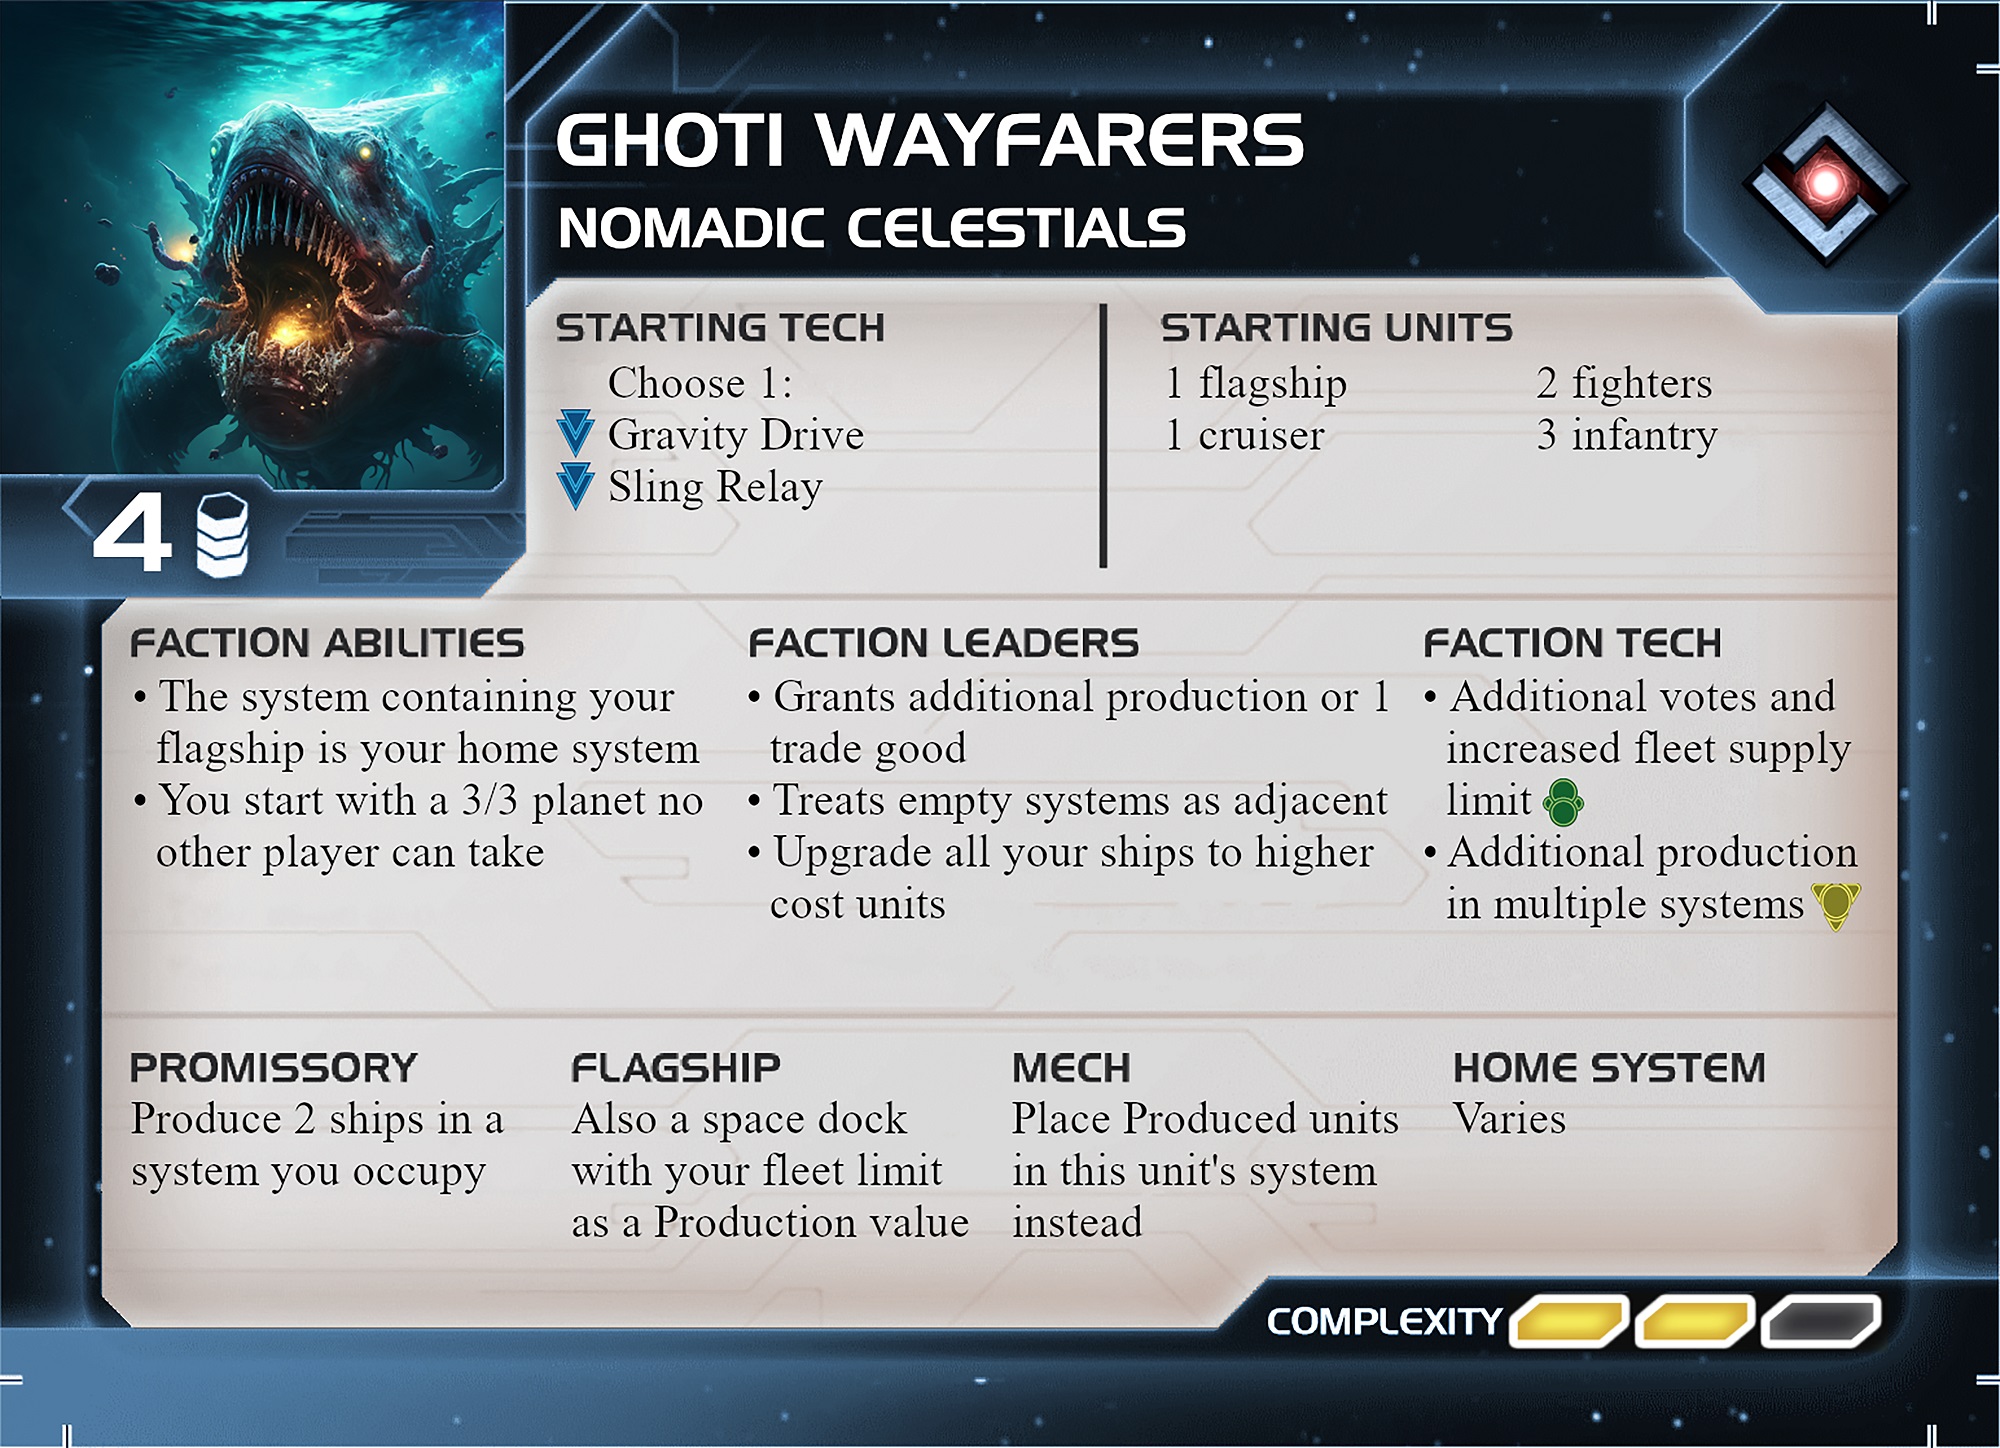 GHOTI WAYFARERS
NOMADIC CELESTIALS
4
STARTING TECH
Choose 1:
Gravity Drive
Sling Relay
STARTING UNITS
1 flagship
1 cruiser
2 fighters
3 infantry
FACTION ABILITIES
• The system containing your
flagship is your home system
• You start with a 3/3 planet no
other player can take
FACTION LEADERS
• Grants additional production or 1
trade good
• Treats empty systems as adjacent
• Upgrade all your ships to higher
cost units
FACTION TECH
• Additional votes and
increased fleet supply
limit
• Additional production
in multiple systems
PROMISSORY
Produce 2 ships in a
system you occupy
FLAGSHIP
Also a space dock
with your fleet limit
as a Production value
MECH
Place Produced units
in this unit's system
instead
HOME SYSTEM
Varies
COMPLEXITY